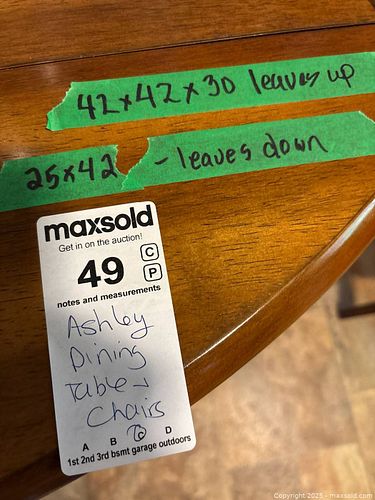 42x42x30 leaves up
25x42 - leaves down
maxsold
Get in on the auction!
49
C
P
notes and measurements
Ashley
Dining
Table &
Chairs
A B C D
1st 2nd 3rd bsmt garage outdoors
Copyright 2025 - maxsold.com